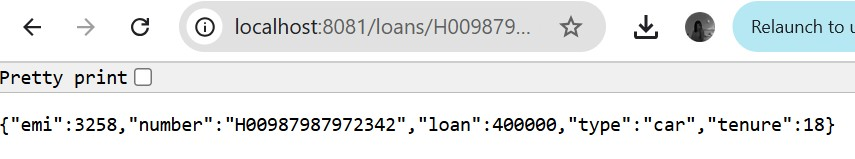 localhost:8081/loans/H009879...
Relaunch to
Pretty print
{"emi":3258,"number":"H00987987972342","loan":400000,"type":"car","tenure":18}